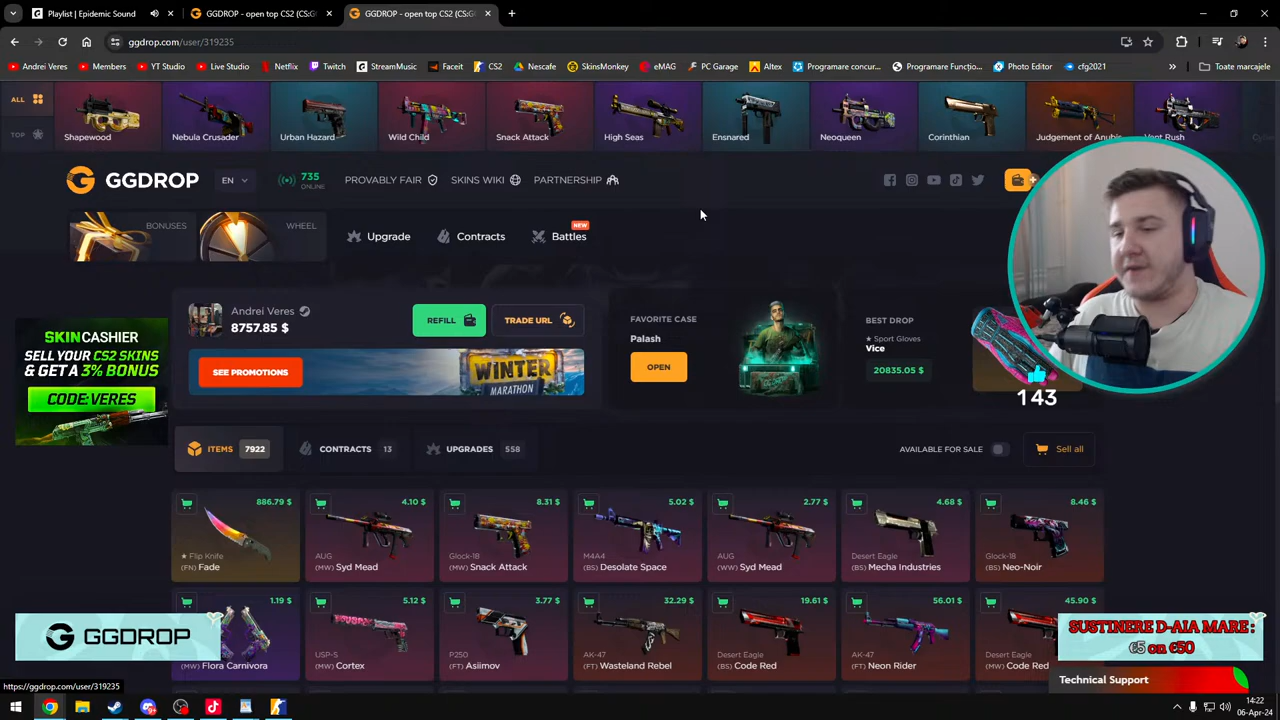 Playlist | Epidemic Sound
GGDROP - open top CS2 (CS:G
GGDROP - open top CS2 (CS:G
ggdrop.com/user/319235
Andrei Veres
Members
YT Studio
Live Studio
Netflix
Twitch
StreamMusic
Faceit
CS2
Nescafe
SkinsMonkey
eMAG
PC Garage
Altex
Programare concur...
Programare Funcțio...
Photo Editor
cfg2021
Toate marcajele
ALL
TOP
Shapewood
Nebula Crusader
Urban Hazard
Wild Child
Snack Attack
High Seas
Ensnared
Neoqueen
Corinthian
Judgement of Anubis
Vent Rush
GGDROP
EN
735
ONLINE
PROVABLY FAIR
SKINS WIKI
PARTNERSHIP
BONUSES
WHEEL
Upgrade
Contracts
Battles
NEW
SKINCASHIER
SELL YOUR CS2 SKINS
& GET A 3% BONUS
CODE: VERES
Andrei Veres
8757.85 $
REFILL
TRADE URL
SEE PROMOTIONS
WINTER
MARATHON
FAVORITE CASE
Palash
OPEN
BEST DROP
★ Sport Gloves
Vice
20835.05 $
143
ITEMS 7922
CONTRACTS 13
UPGRADES 558
AVAILABLE FOR SALE
Sell all
886.79 $
★ Flip Knife
(FN) Fade
4.10 $
AUG
(MW) Syd Mead
8.31 $
Glock-18
(MW) Snack Attack
5.02 $
M4A4
(BS) Desolate Space
2.77 $
AUG
(WW) Syd Mead
4.68 $
Desert Eagle
(BS) Mecha Industries
8.46 $
Glock-18
(BS) Neo-Noir
1.19 $
Flora Carnivora
5.12 $
USP-S
(MW) Cortex
3.77 $
P250
(FT) Asiimov
32.29 $
AK-47
(FT) Wasteland Rebel
19.61 $
Desert Eagle
(BS) Code Red
56.01 $
AK-47
(FT) Neon Rider
45.90 $
Desert Eagle
(MW) Code Red
GGDROP
SUSTINERE D-AIA MARE :
€5 on €50
Technical Support
https://ggdrop.com/user/319235
14:22
06-Apr-24